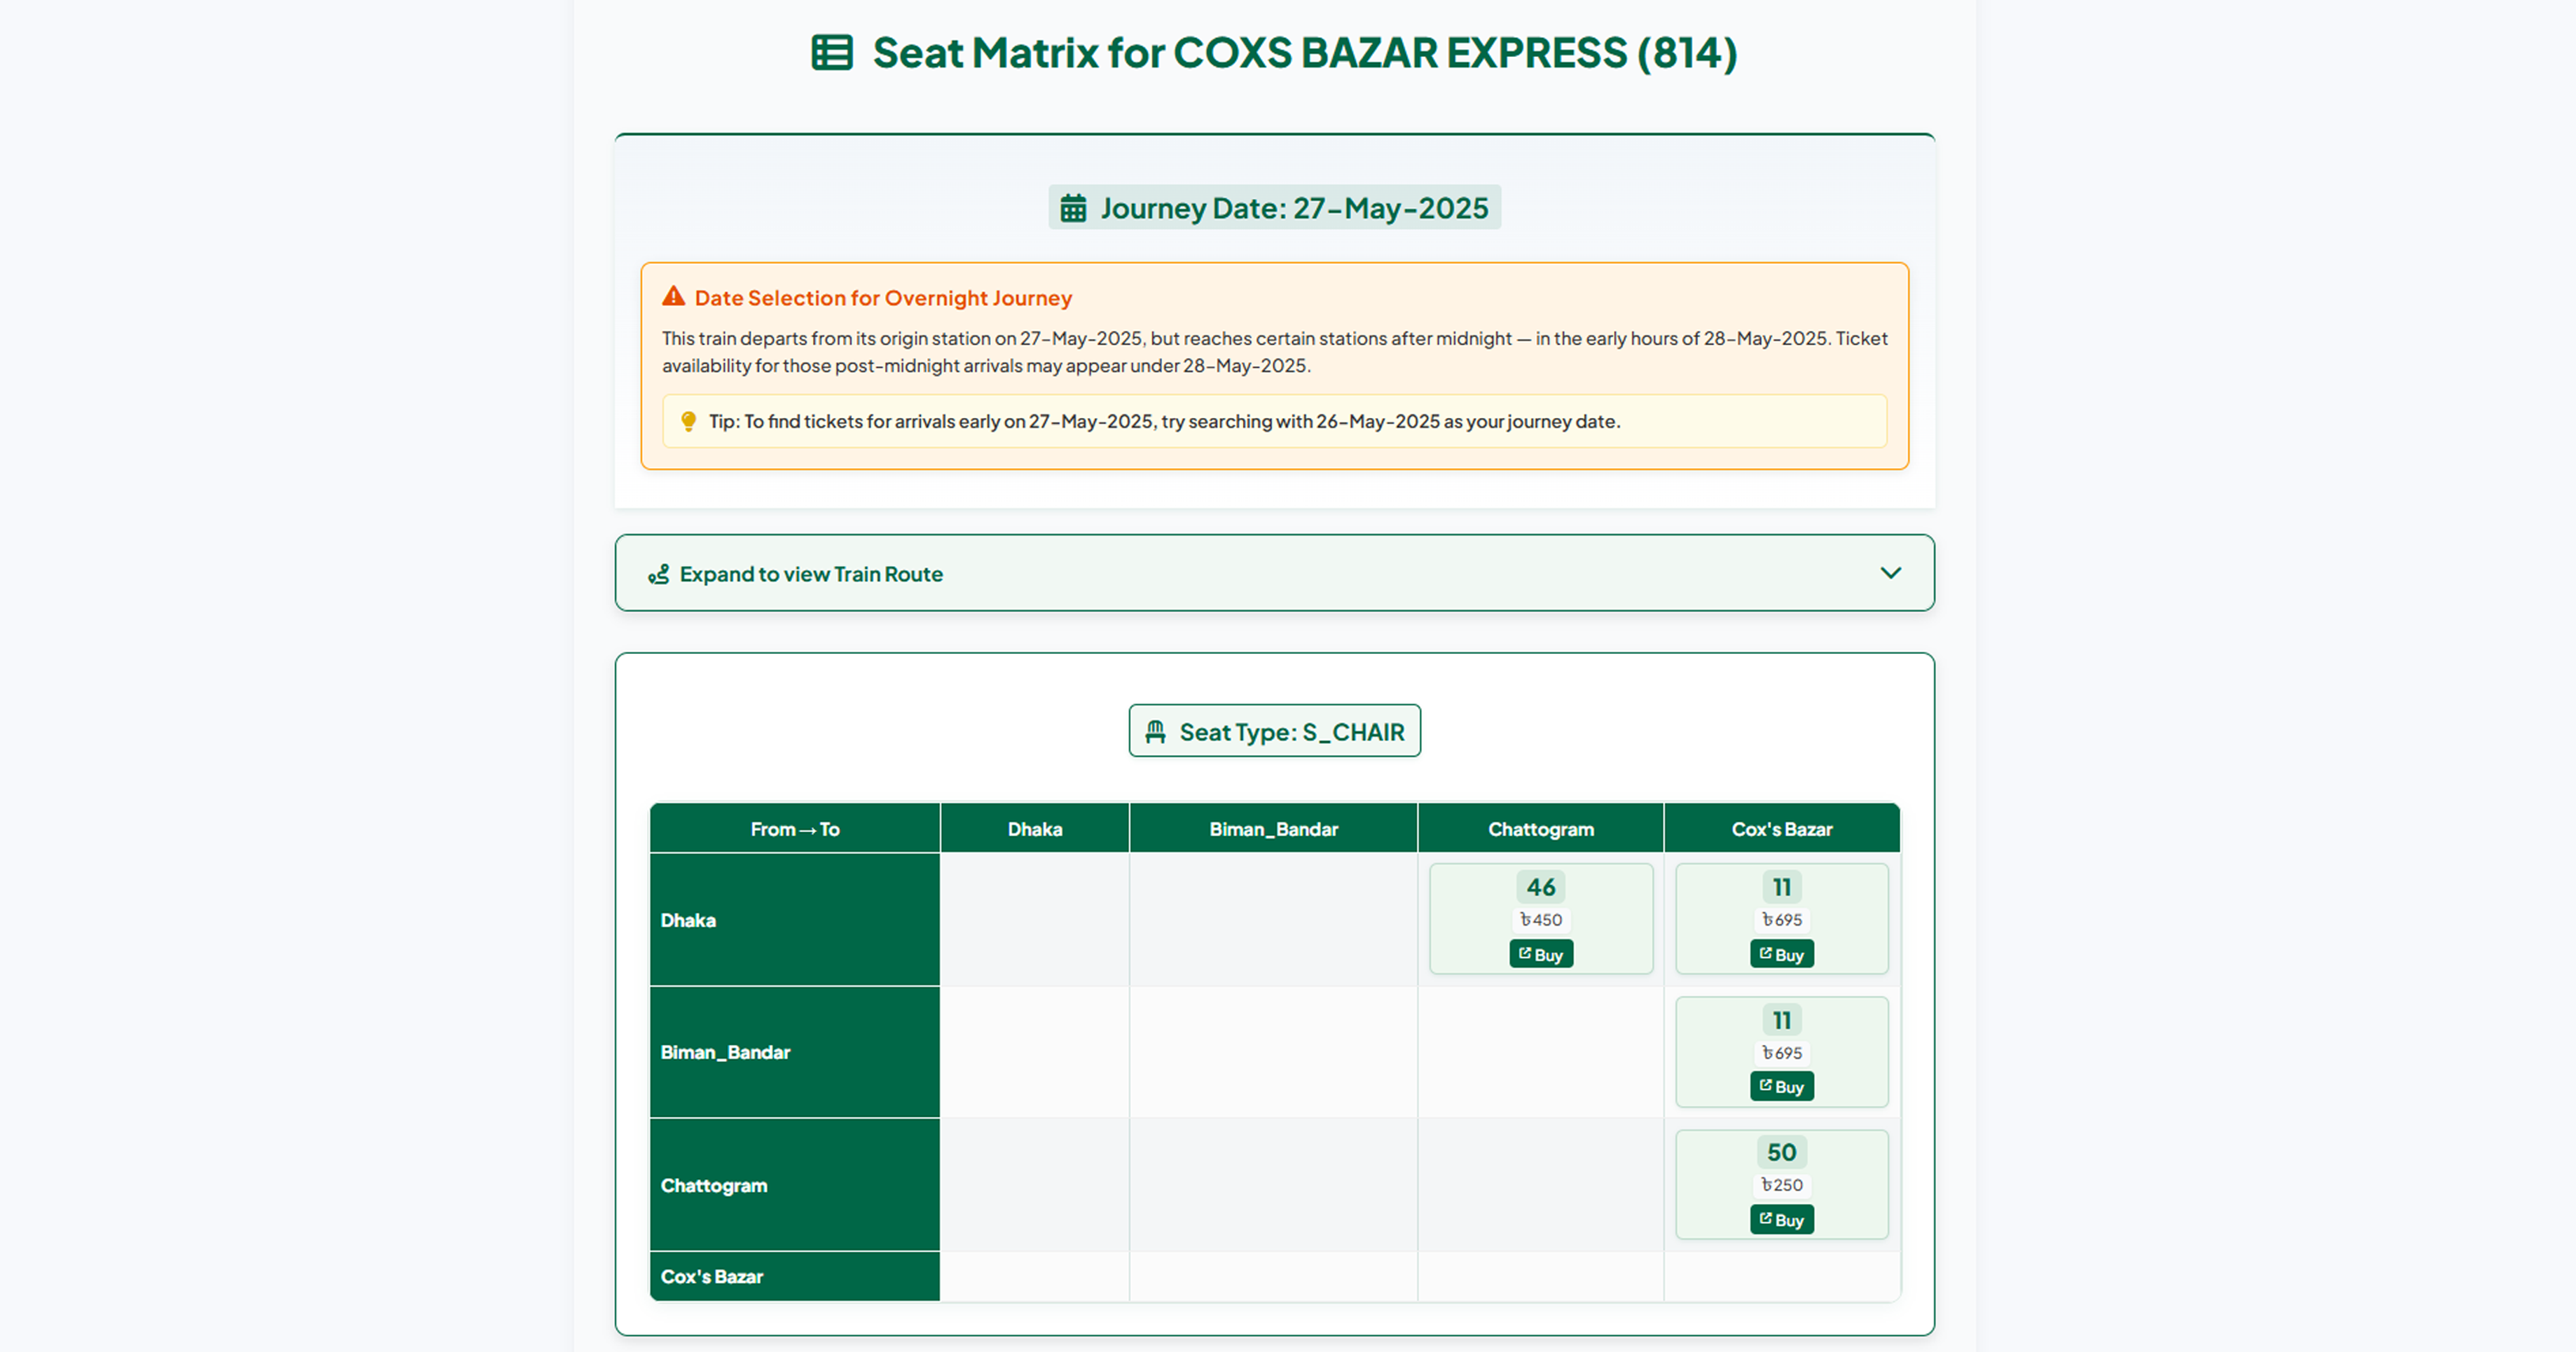 Seat Matrix for COXS BAZAR EXPRESS (814)
Journey Date: 27-May-2025
Date Selection for Overnight Journey
This train departs from its origin station on 27-May-2025, but reaches certain stations after midnight — in the early hours of 28-May-2025. Ticket
availability for those post-midnight arrivals may appear under 28-May-2025.
Tip: To find tickets for arrivals early on 27-May-2025, try searching with 26-May-2025 as your journey date.
Expand to view Train Route
Seat Type: S_CHAIR
From→To Dhaka Biman_Bandar Chattogram Cox's Bazar
Dhaka
46 11
৳450 ৳695
Buy Buy
Biman_Bandar
11
৳695
Buy
Chattogram
50
৳250
Buy
Cox's Bazar